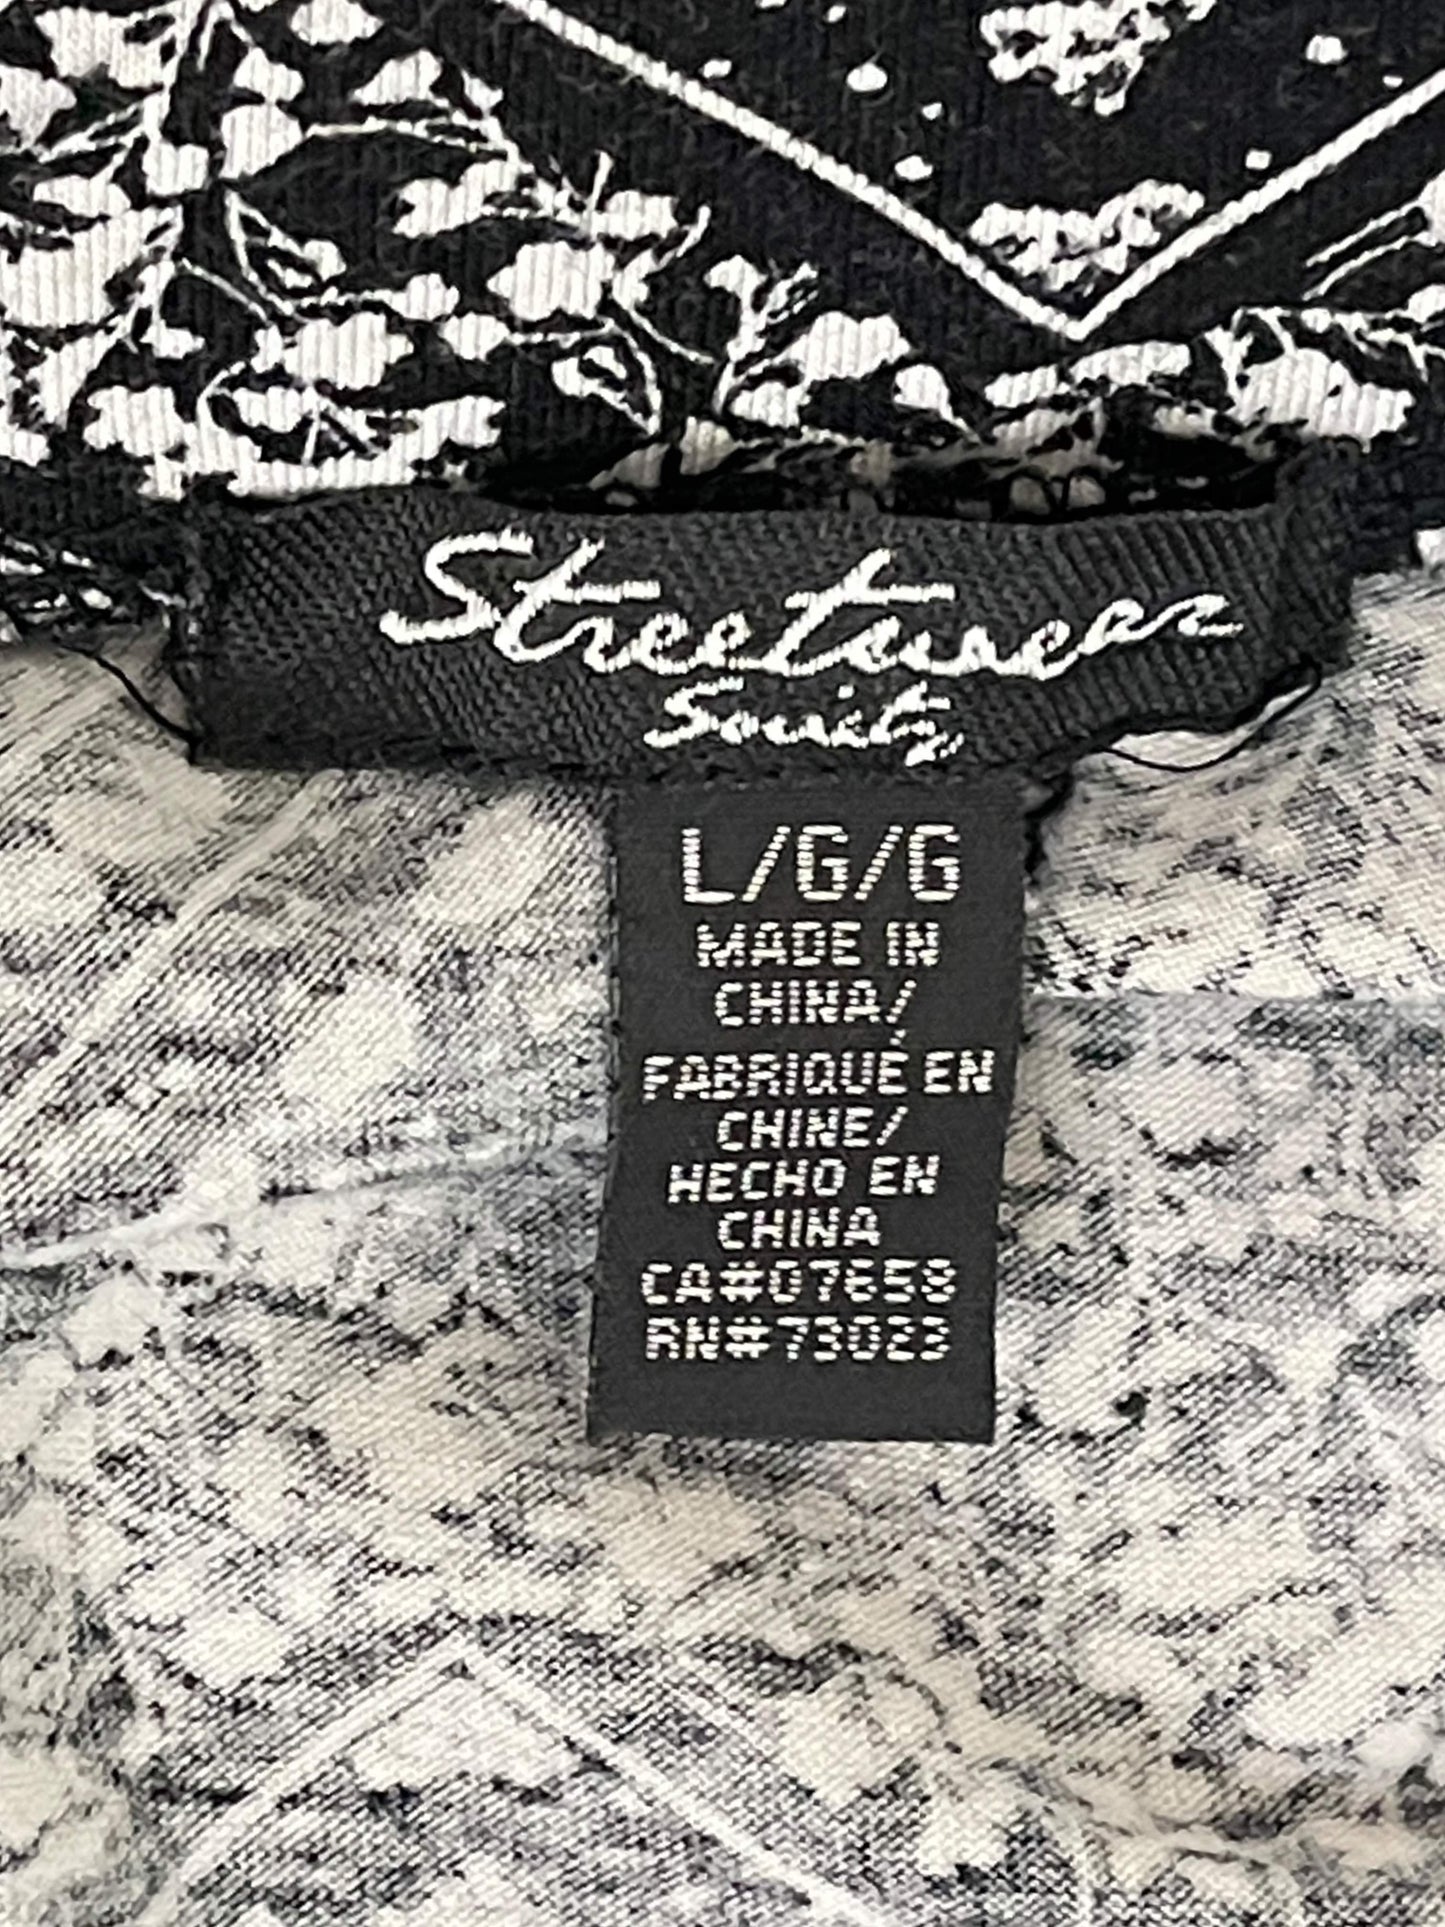 Streetwear
Society
L/G/G
MADE IN
CHINA/
FABRIQUÉ EN
CHINE/
HECHO EN
CHINA
CA#07658
RN#73023